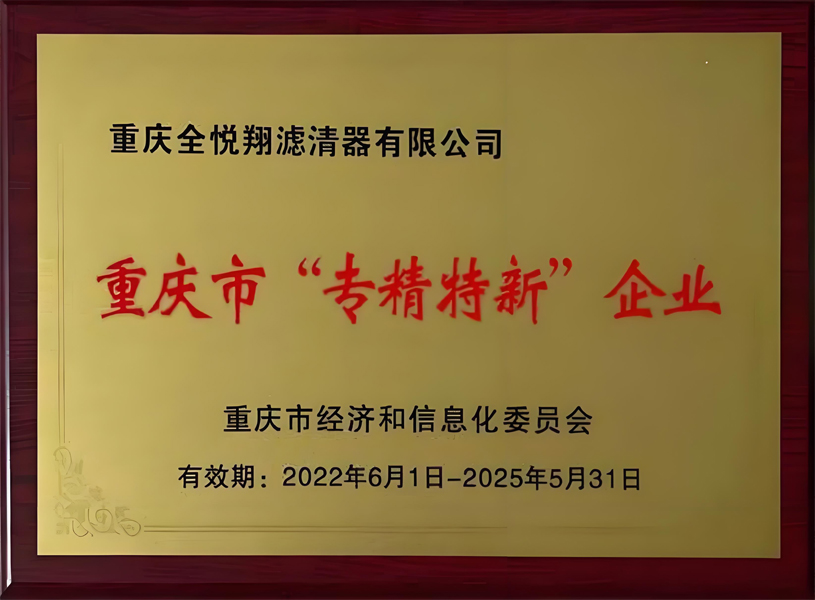 重庆全悦翔滤清器有限公司
重庆市“专精特新”企业
重庆市经济和信息化委员会
有效期：2022年6月1日-2025年5月31日